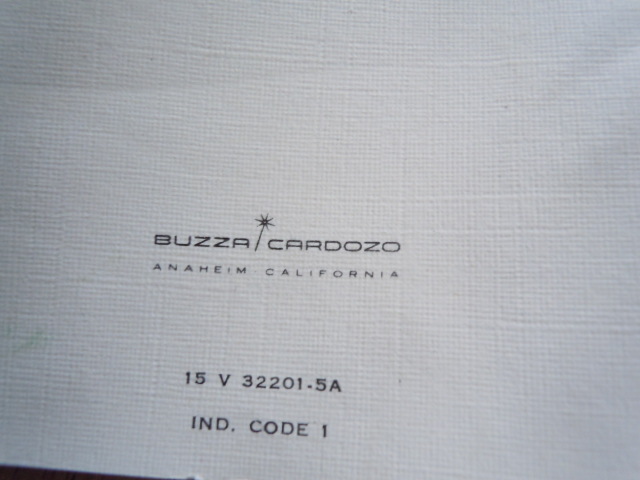 BUZZA / CARDOZO
ANAHEIM · CALIFORNIA
15 V 32201-5A
IND. CODE 1